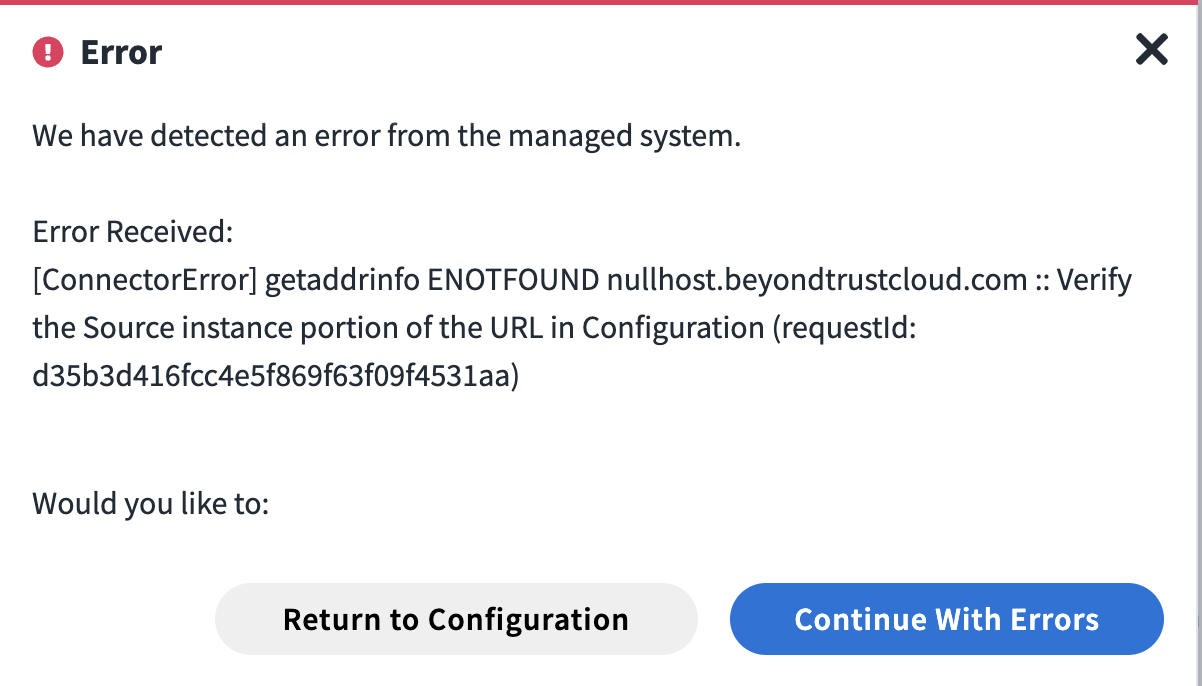 Error
We have detected an error from the managed system.
Error Received:
[ConnectorError] getaddrinfo ENOTFOUND nullhost.beyondtrustcloud.com :: Verify
the Source instance portion of the URL in Configuration (requestId:
d35b3d416fcc4e5f869f63f09f4531aa)
Would you like to:
Return to Configuration
Continue With Errors